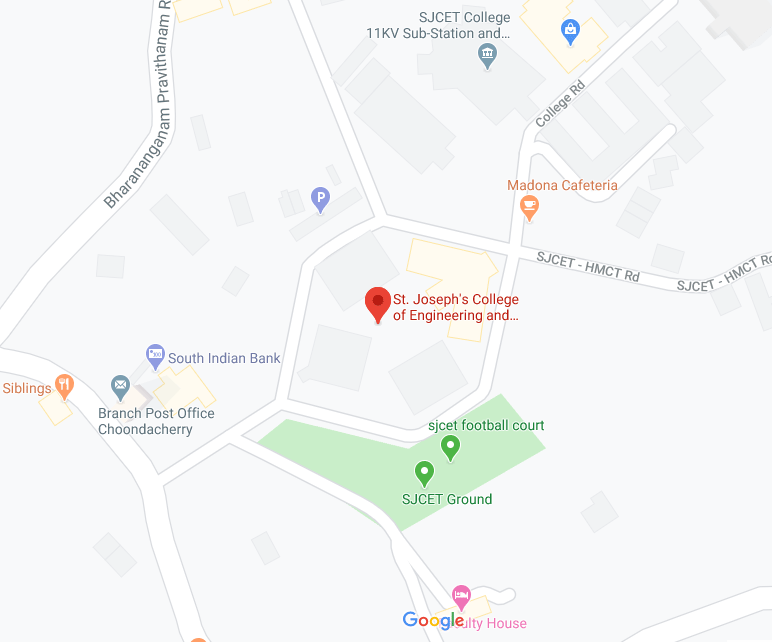 SJCET College
11KV Sub-Station and...
Bharananganam Pravithanam R
College Rd
Madona Cafeteria
P
SJCET - HMCT Rd
SJCET - HMCT Rd
St. Joseph's College
of Engineering and...
South Indian Bank
Siblings
Branch Post Office
Choondacherry
sjcet football court
SJCET Ground
Google
ulty House